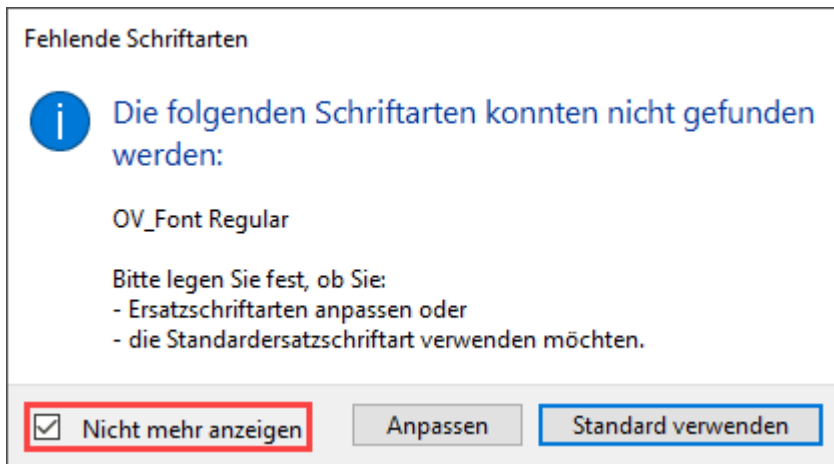 Fehlende Schriftarten
Die folgenden Schriftarten konnten nicht gefunden
werden:
OV_Font Regular
Bitte legen Sie fest, ob Sie:
- Ersatzschriftarten anpassen oder
- die Standardersatzschriftart verwenden möchten.
Nicht mehr anzeigen
Anpassen
Standard verwenden